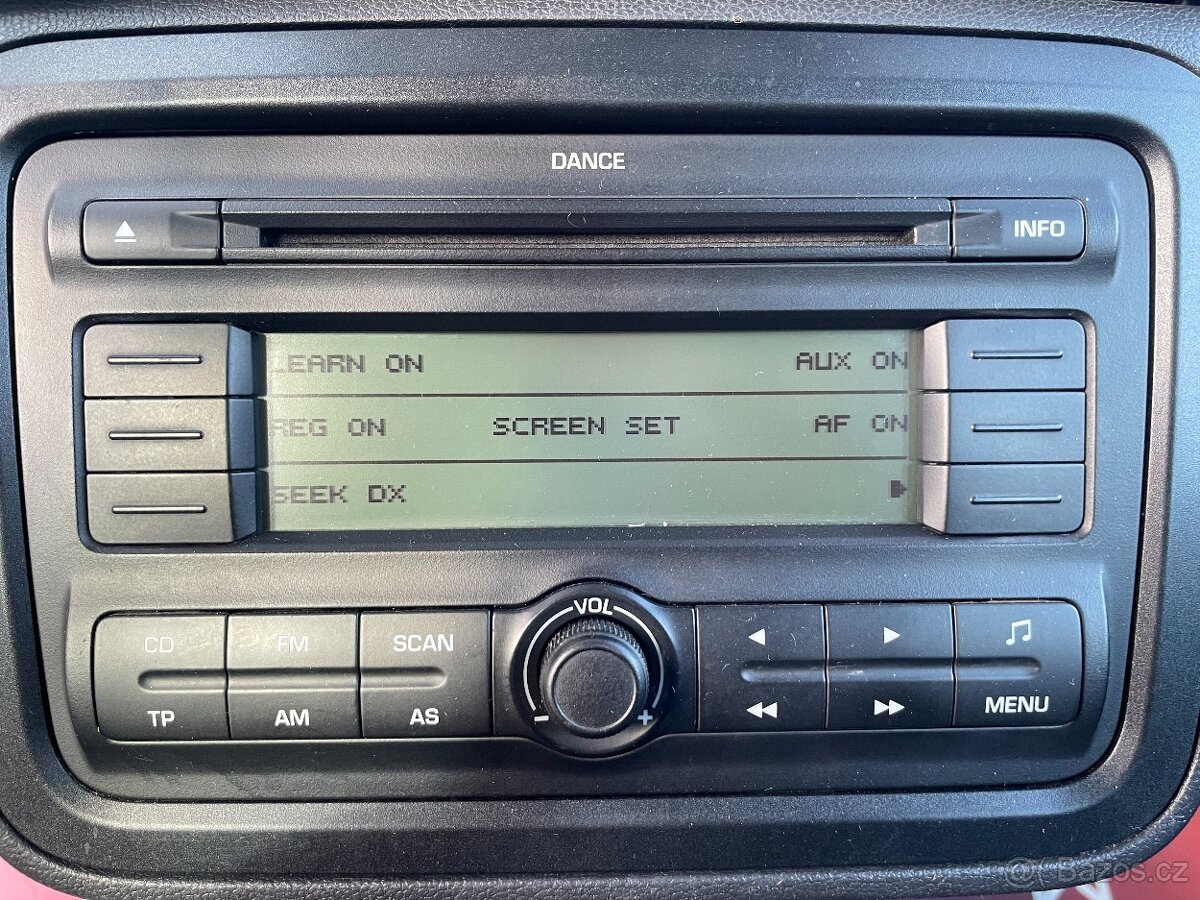 DANCE
INFO
LEARN ON AUX ON
REG ON SCREEN SET AF ON
SEEK DX
VOL
CD FM SCAN
TP AM AS - + MENU
© Bazoš.cz